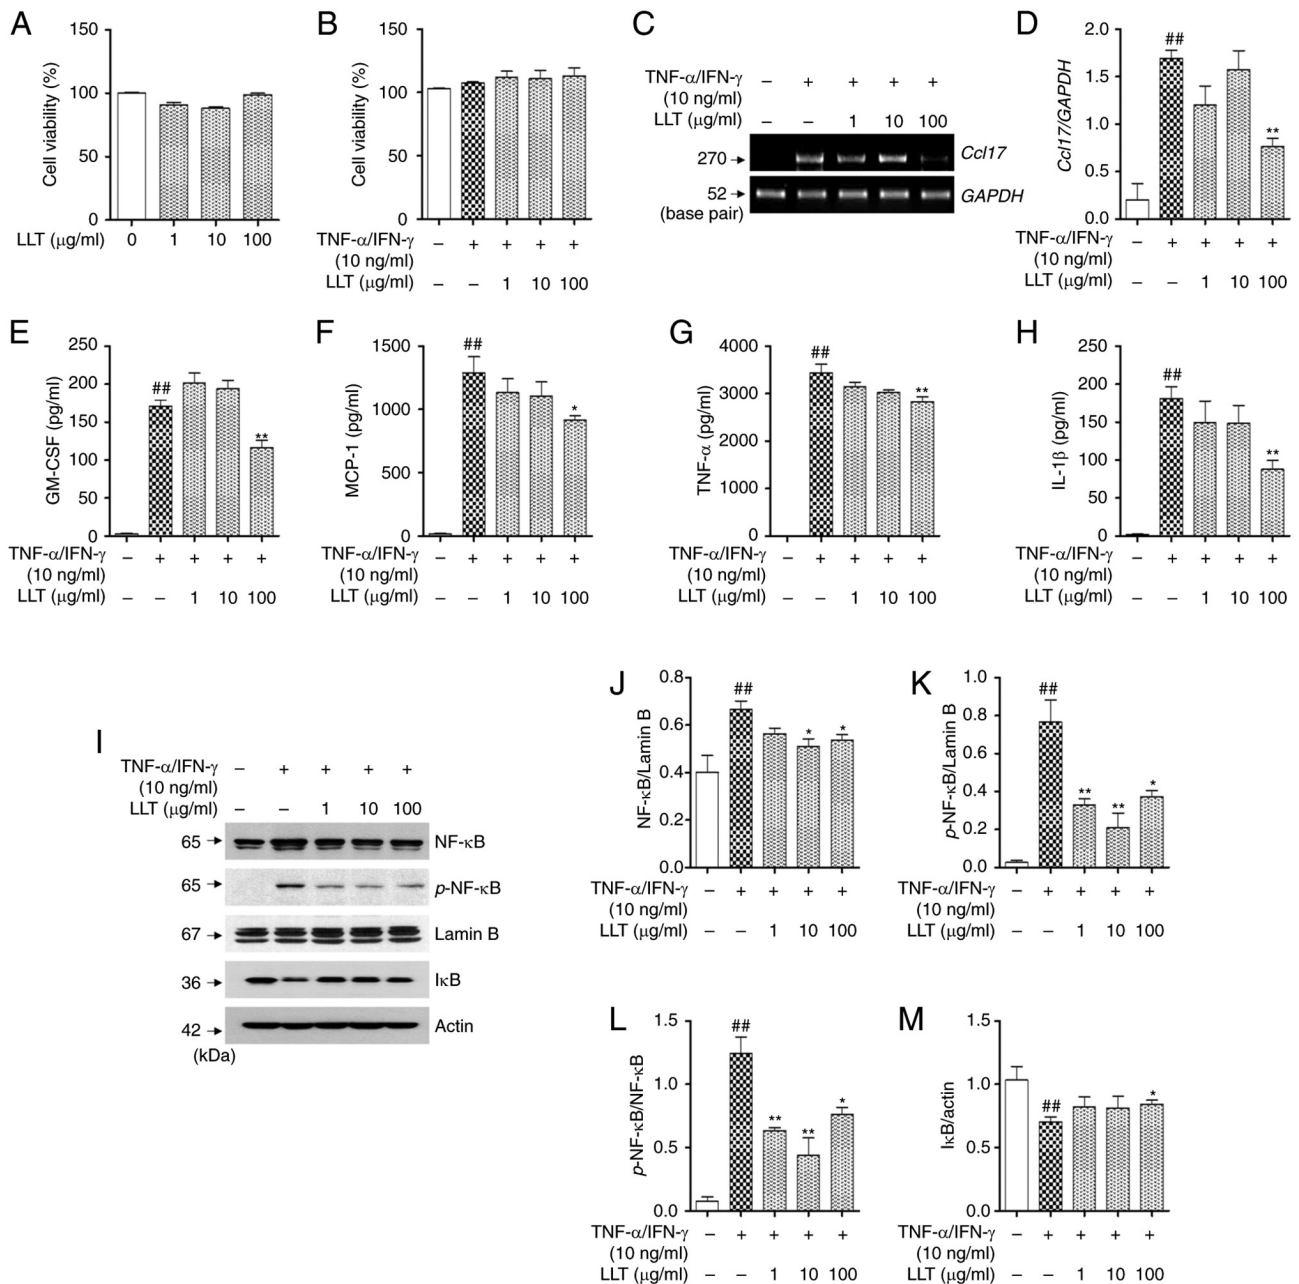 A
Cell viability (%)
150
100
50
0
LLT (μg/ml) 0 1 10 100
B
Cell viability (%)
150
100
50
0
TNF-α/IFN-γ – + + + +
(10 ng/ml)
LLT (μg/ml) – – 1 10 100
C
TNF-α/IFN-γ – + + + +
(10 ng/ml)
LLT (μg/ml) – – 1 10 100
270 Ccl17
52 GAPDH
(base pair)
D
Ccl17/GAPDH
2.0
1.5
1.0
0.5
0.0
##
**
TNF-α/IFN-γ – + + + +
(10 ng/ml)
LLT (μg/ml) – – 1 10 100
E
GM-CSF (pg/ml)
250
200
150
100
50
0
##
**
TNF-α/IFN-γ – + + + +
(10 ng/ml)
LLT (μg/ml) – – 1 10 100
F
MCP-1 (pg/ml)
1500
1000
500
0
##
*
TNF-α/IFN-γ – + + + +
(10 ng/ml)
LLT (μg/ml) – – 1 10 100
G
TNF-α (pg/ml)
4000
3000
2000
1000
0
##
**
TNF-α/IFN-γ – + + + +
(10 ng/ml)
LLT (μg/ml) – – 1 10 100
H
IL-1β (pg/ml)
250
200
150
100
50
0
##
**
TNF-α/IFN-γ – + + + +
(10 ng/ml)
LLT (μg/ml) – – 1 10 100
I
TNF-α/IFN-γ – + + + +
(10 ng/ml)
LLT (μg/ml) – – 1 10 100
65 NF-κB
65 p-NF-κB
67 Lamin B
36 IκB
42 Actin
(kDa)
J
NF-κB/Lamin B
0.8
0.6
0.4
0.2
0.0
##
* *
TNF-α/IFN-γ – + + + +
(10 ng/ml)
LLT (μg/ml) – – 1 10 100
K
p-NF-κB/Lamin B
1.0
0.8
0.6
0.4
0.2
0.0
##
** ** *
TNF-α/IFN-γ – + + + +
(10 ng/ml)
LLT (μg/ml) – – 1 10 100
L
p-NF-κB/NF-κB
1.5
1.0
0.5
0.0
##
** ** *
TNF-α/IFN-γ – + + + +
(10 ng/ml)
LLT (μg/ml) – – 1 10 100
M
IκB/actin
1.5
1.0
0.5
0.0
##
*
TNF-α/IFN-γ – + + + +
(10 ng/ml)
LLT (μg/ml) – – 1 10 100